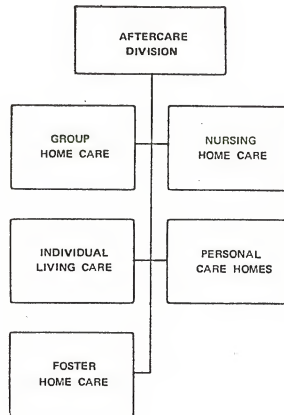 AFTERCARE
DIVISION
GROUP
HOME CARE
NURSING
HOME CARE
INDIVIDUAL
LIVING CARE
PERSONAL
CARE HOMES
FOSTER
HOME CARE